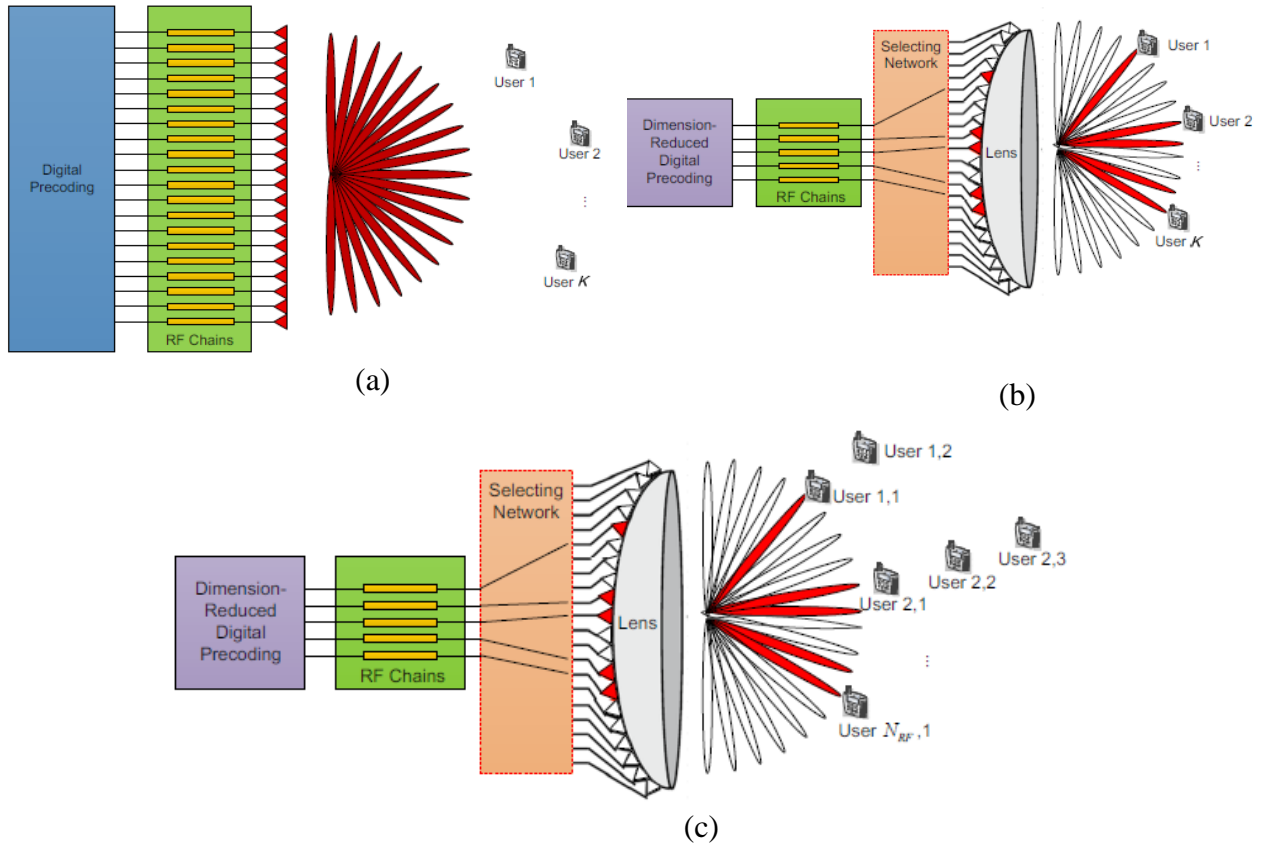 Digital
Precoding
RF Chains
User 1
User 2
⋮
User K
(a)
Dimension-
Reduced
Digital
Precoding
RF Chains
Selecting
Network
Lens
User 1
User 2
⋮
User K
(b)
Dimension-
Reduced
Digital
Precoding
RF Chains
Selecting
Network
Lens
User 1,2
User 1,1
User 2,3
User 2,2
User 2,1
⋮
User N_{RF},1
(c)